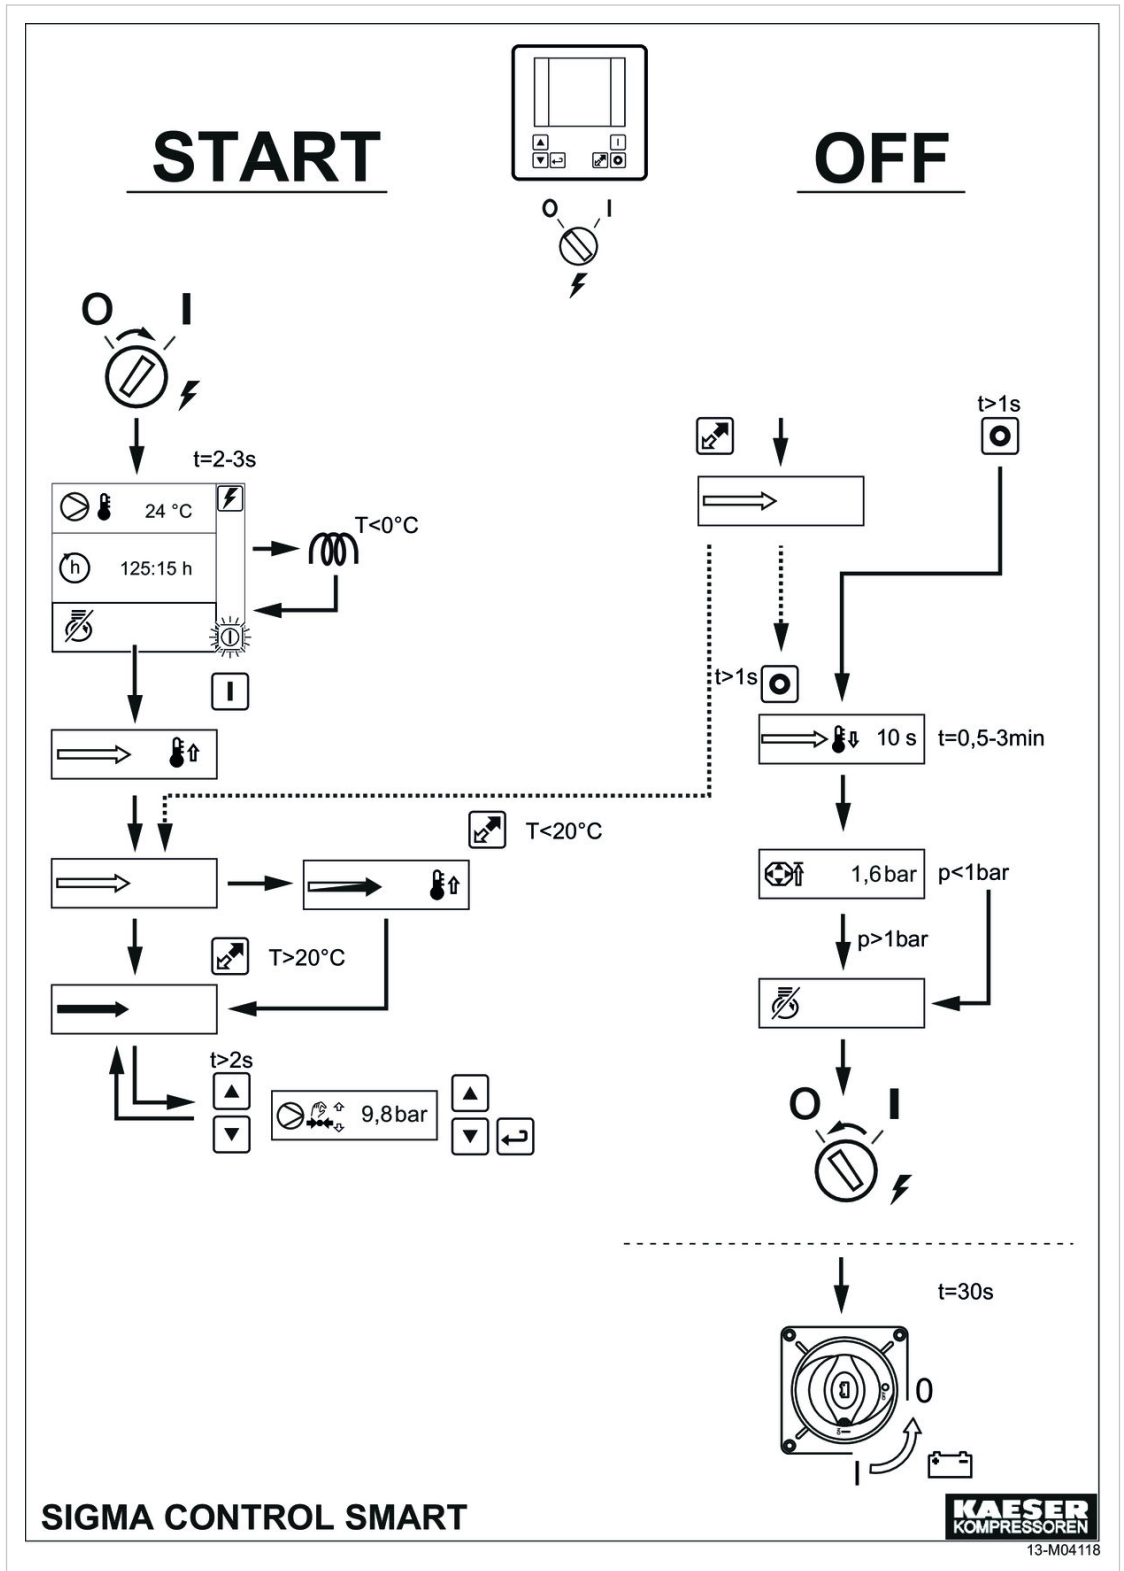 START
OFF
I
O I
O I
t=2-3s
24 °C
T<0°C
h
125:15 h
I
I
t>1s
t>1s
10 s
t=0,5-3min
T<20°C
1,6 bar
p<1bar
p>1bar
T>20°C
t>2s
9,8 bar
O I
t=30s
0
I
SIGMA CONTROL SMART
KAESER
KOMPRESSOREN
13-M04118